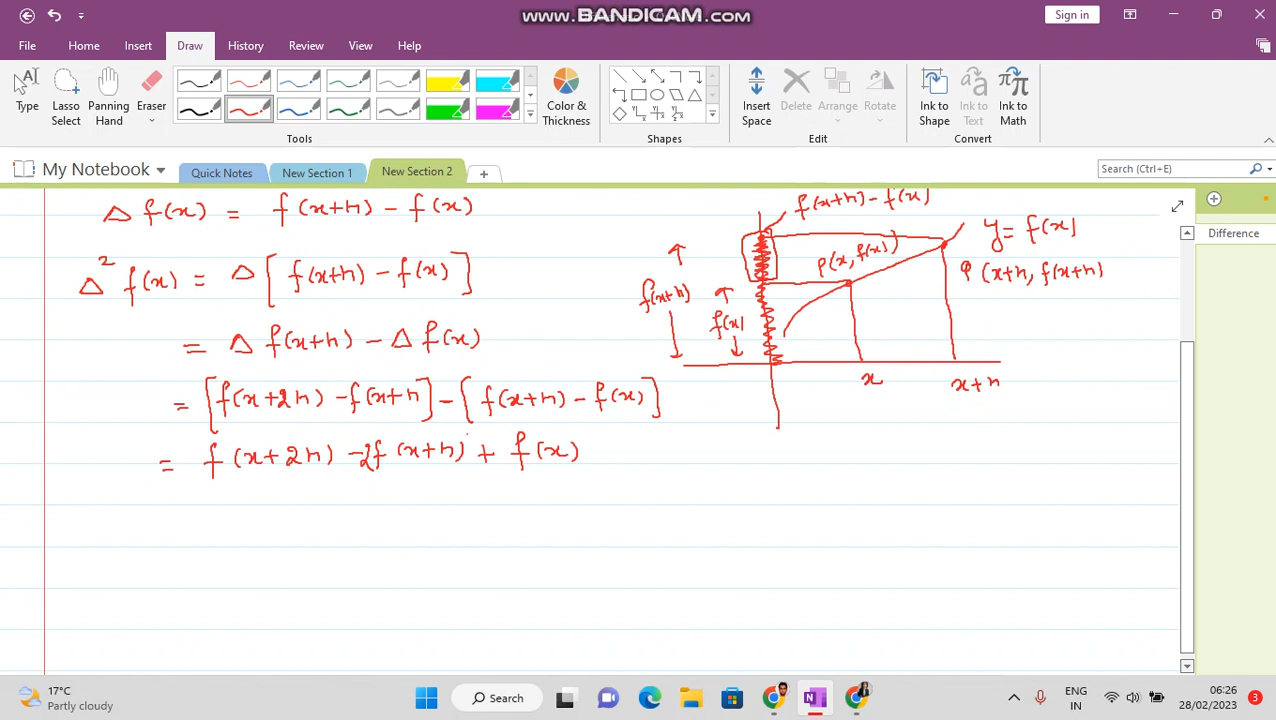 www.BANDICAM.com
Sign in
File Home Insert Draw History Review View Help
Type
Lasso Select
Panning Hand
Eraser
Color & Thickness
Insert Space
Delete
Arrange
Rotate
Ink to Shape
Ink to Text
Ink to Math
Tools
Shapes
Edit
Convert
My Notebook
Quick Notes
New Section 1
New Section 2
Search (Ctrl+E)
Difference
Δ f(x) = f(x+h) - f(x)
Δ² f(x) = Δ [f(x+h) - f(x)]
= Δ f(x+h) - Δ f(x)
= [f(x+2h) - f(x+h] - [f(x+h) - f(x)]
= f(x+2h) - 2f(x+h) + f(x)
f(x+h) - f(x)
y = f(x)
P(x, f(x))
Q (x+h, f(x+h))
f(x+h)
f(x)
x
x+h
17°C
Partly cloudy
Search
ENG
IN
06:26
28/02/2023
3